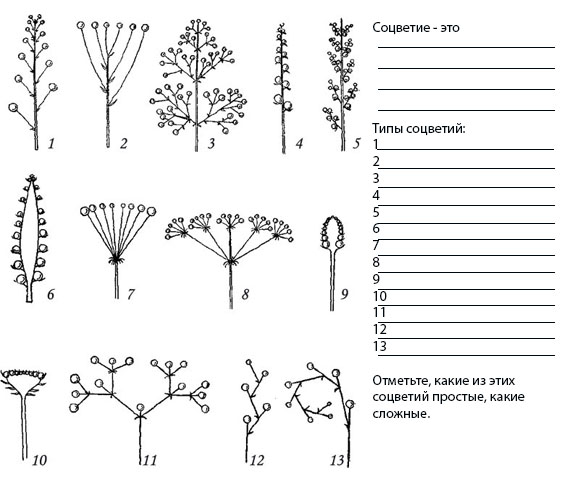 1 2 3 4 5
Соцветие - это
Типы соцветий:
1
2
3
4
5
6
7
8
9
10
11
12
13
6 7 8 9
10 11 12 13
Отметьте, какие из этих
соцветий простые, какие
сложные.